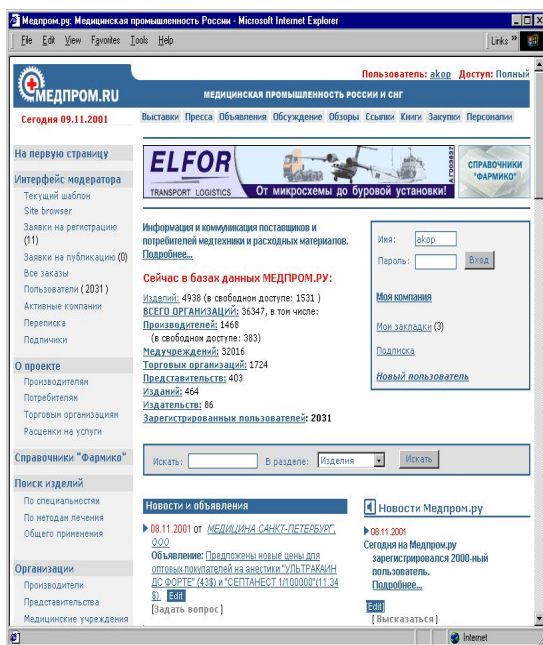 Медпром.ру: Медицинская промышленность России - Microsoft Internet Explorer
File Edit View Favorites Tools Help
Links »
МЕДПРОМ.RU
Пользователь: akop Доступ: Полный
МЕДИЦИНСКАЯ ПРОМЫШЛЕННОСТЬ РОССИИ И СНГ
Сегодня 09.11.2001
Выставки Пресса Объявления Обсуждение Обзоры Ссылки Книги Закупки Персоналии
На первую страницу
Интерфейс модератора
Текущий шаблон
Site browser
Заявки на регистрацию
(11)
Заявки на публикацию (0)
Все заказы
Пользователи ( 2031 )
Активные компании
Переписка
Подпичики
О проекте
Производителям
Потребителям
Торговым организациям
Расценки на услуги
Справочники "Фармико"
Поиск изделий
По специальностям
По методам лечения
Общего применения
Организации
Производители
Представительства
Медицинские учреждения
ELFOR
TRANSPORT LOGISTICS
От микросхемы до буровой установки!
СПРАВОЧНИКИ
"ФАРМИКО"
Информация и коммуникация поставщиков и
потребителей медтехники и расходных материалов.
Подробнее...
Сейчас в базах данных МЕДПРОМ.РУ:
Изделий: 4938 (в свободном доступе: 1531 )
ВСЕГО ОРГАНИЗАЦИЙ: 36347, в том числе:
Производителей: 1468
(в свободном доступе: 383)
Медучреждений: 32016
Торговых организаций: 1724
Представительств: 403
Изданий: 464
Издательств: 86
Зарегистрированных пользователей: 2031
Имя: akop
Пароль: Вход
Моя компания
Мои закладки (3)
Подписка
Новый пользователь
Искать: В разделе: Изделия Искать
Новости и объявления
08.11.2001 от МЕДИЦИНА САНКТ-ПЕТЕРБУРГ,
ООО
Объявление: Предложены новые цены для
оптовых покупателей на анестики "УЛЬТРАКАИН
ДС ФОРТЕ" (43$) и "СЕПТАНЕСТ 1/100000"(11.34
$). Edit
[Задать вопрос]
Новости Медпром.ру
08.11.2001
Сегодня на Медпром.ру
зарегистрировался 2000-ный
пользователь.
Подробнее...
Edit]
[Высказаться]
Internet